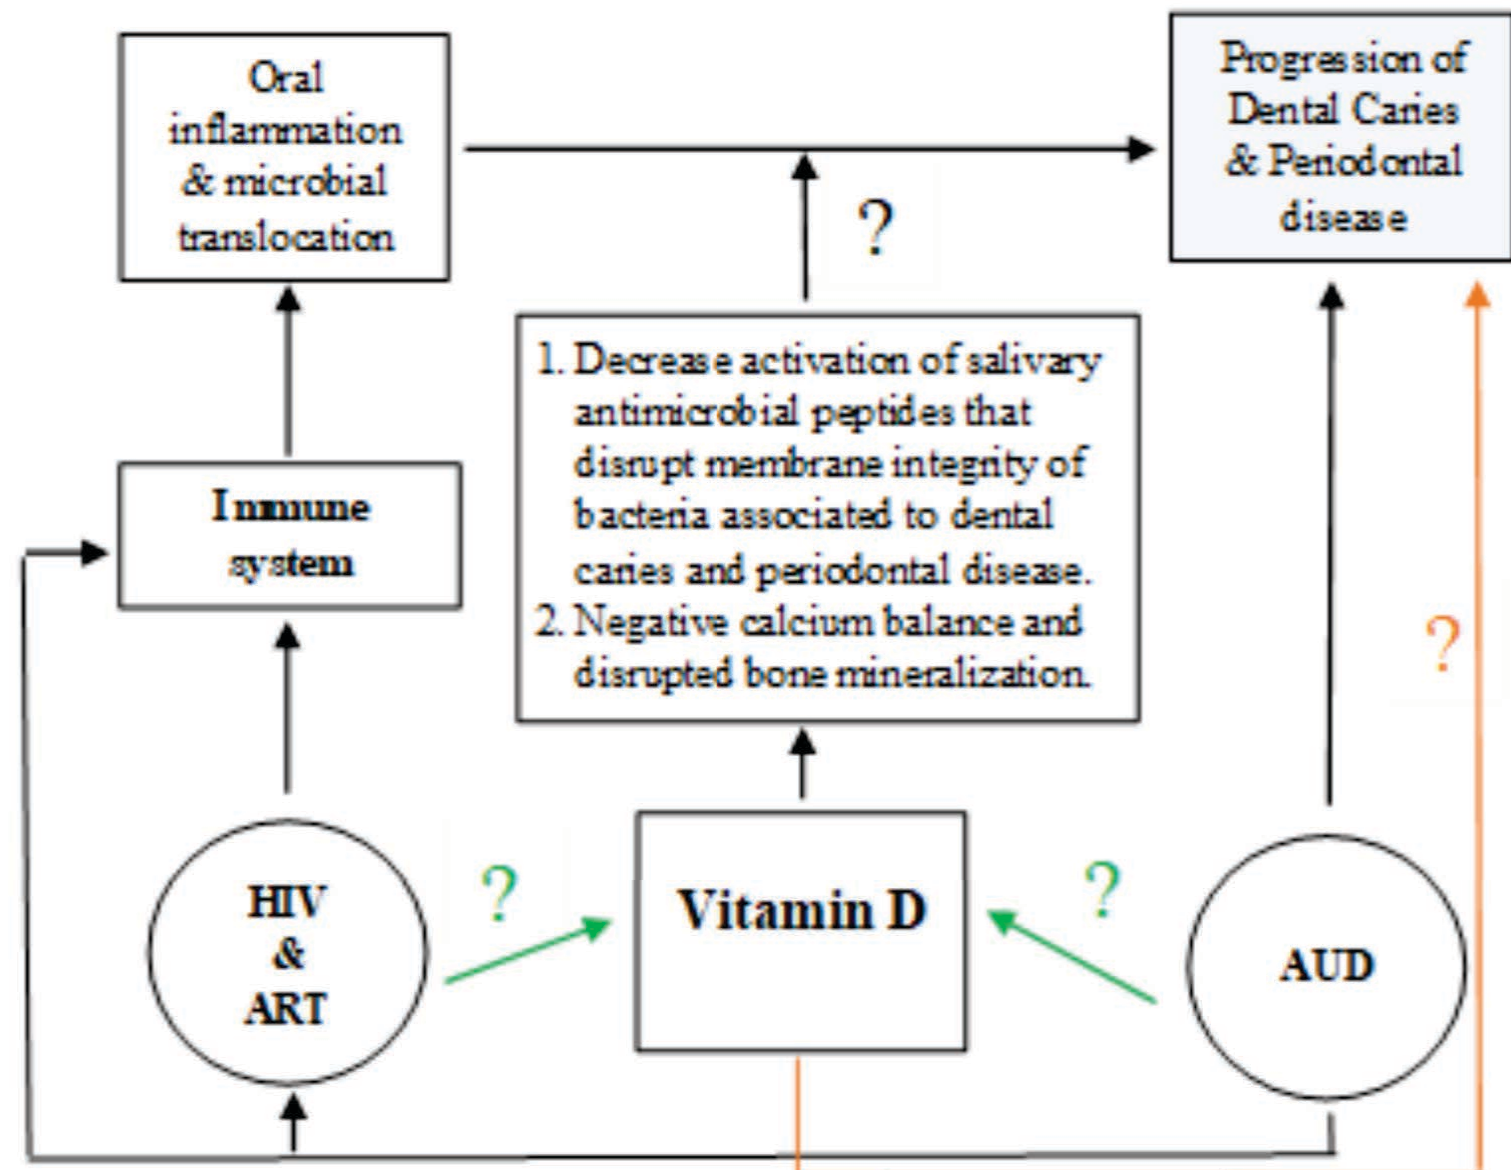 Oral
inflammation
& microbial
translocation
Progression of
Dental Caries
& Periodontal
disease
?
1. Decrease activation of salivary
antimicrobial peptides that
disrupt membrane integrity of
bacteria associated to dental
caries and periodontal disease.
2. Negative calcium balance and
disrupted bone mineralization.
Immune
system
?
HIV
&
ART
?
Vitamin D
?
AUD